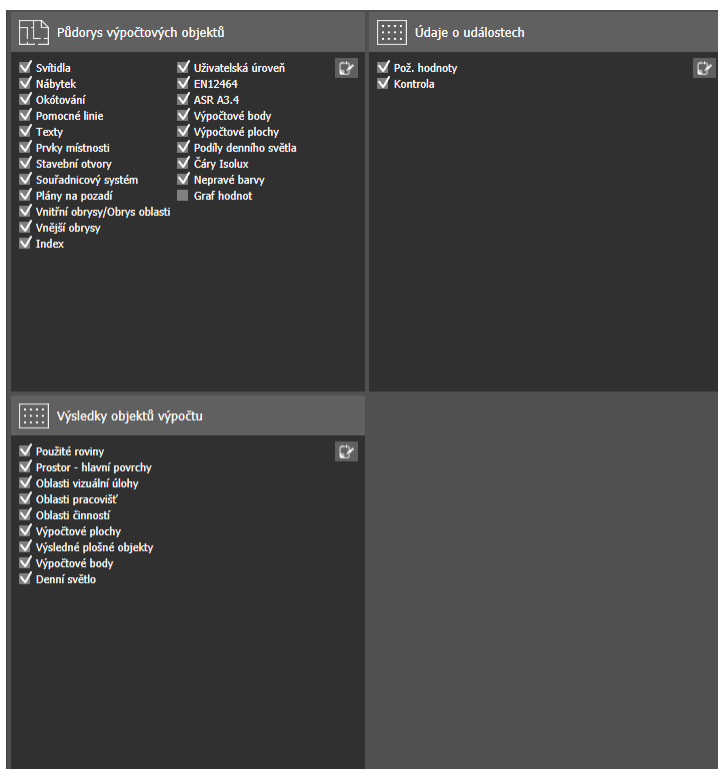 Půdorys výpočtových objektů
Svítidla
Nábytek
Okótování
Pomocné linie
Texty
Prvky místnosti
Stavební otvory
Souřadnicový systém
Plány na pozadí
Vnitřní obrysy/Obrys oblasti
Vnější obrysy
Index
Uživatelská úroveň
EN12464
ASR A3.4
Výpočtové body
Výpočtové plochy
Podíly denního světla
Čáry Isolux
Nepravé barvy
Graf hodnot
Údaje o událostech
Pož. hodnoty
Kontrola
Výsledky objektů výpočtu
Použité roviny
Prostor - hlavní povrchy
Oblasti vizuální úlohy
Oblasti pracovišť
Oblasti činností
Výpočtové plochy
Výsledné plošné objekty
Výpočtové body
Denní světlo